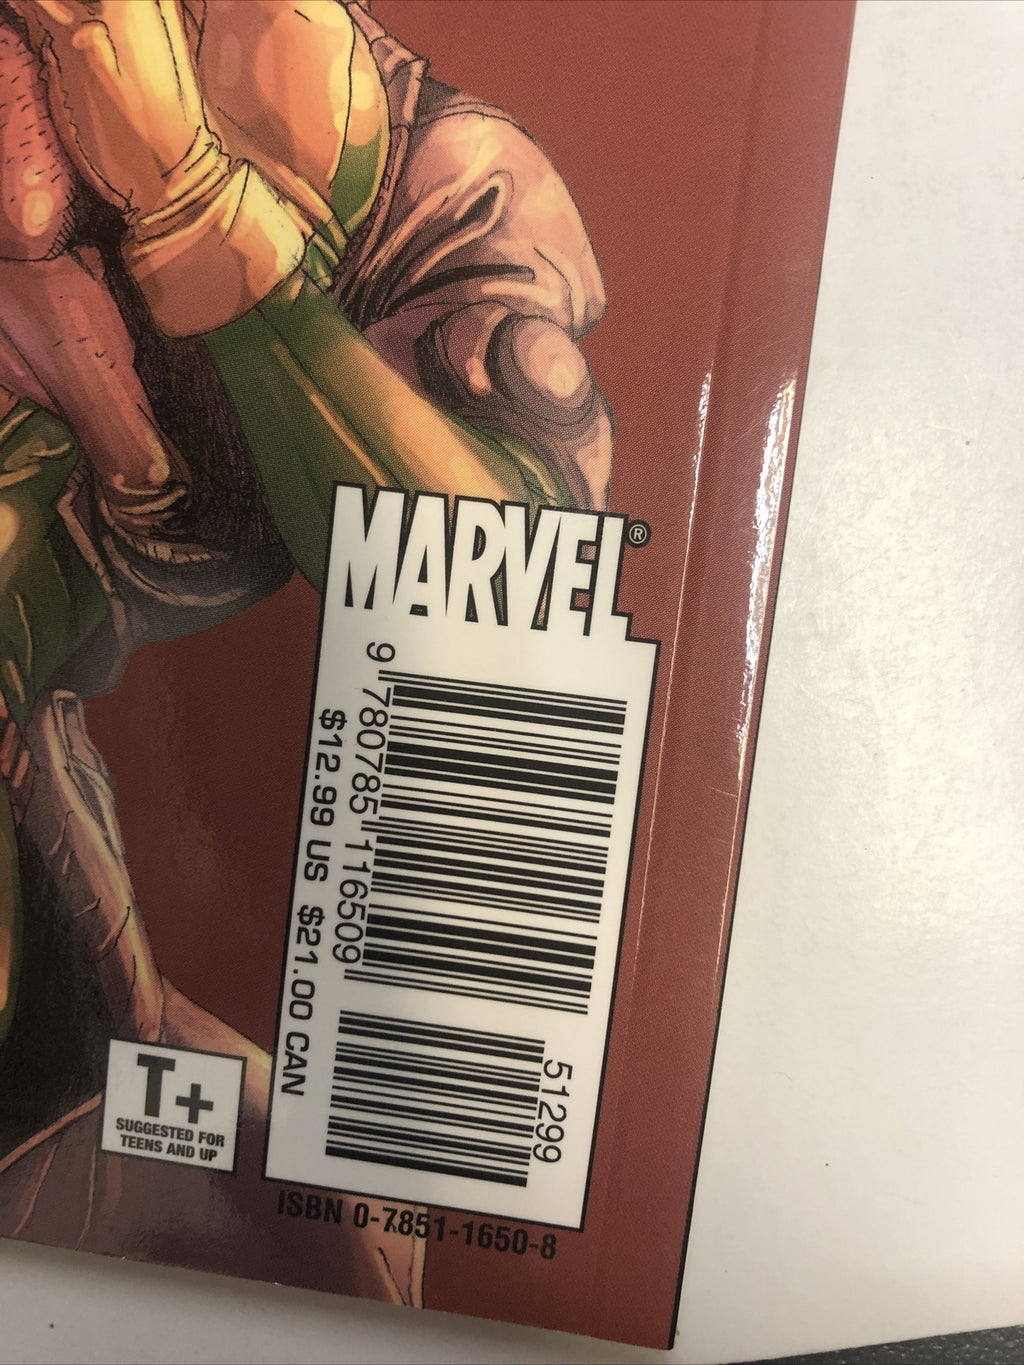 MARVEL®
9 780785 116509
51299
$12.99 US $21.00 CAN
T+
SUGGESTED FOR
TEENS AND UP
ISBN 0-7851-1650-8